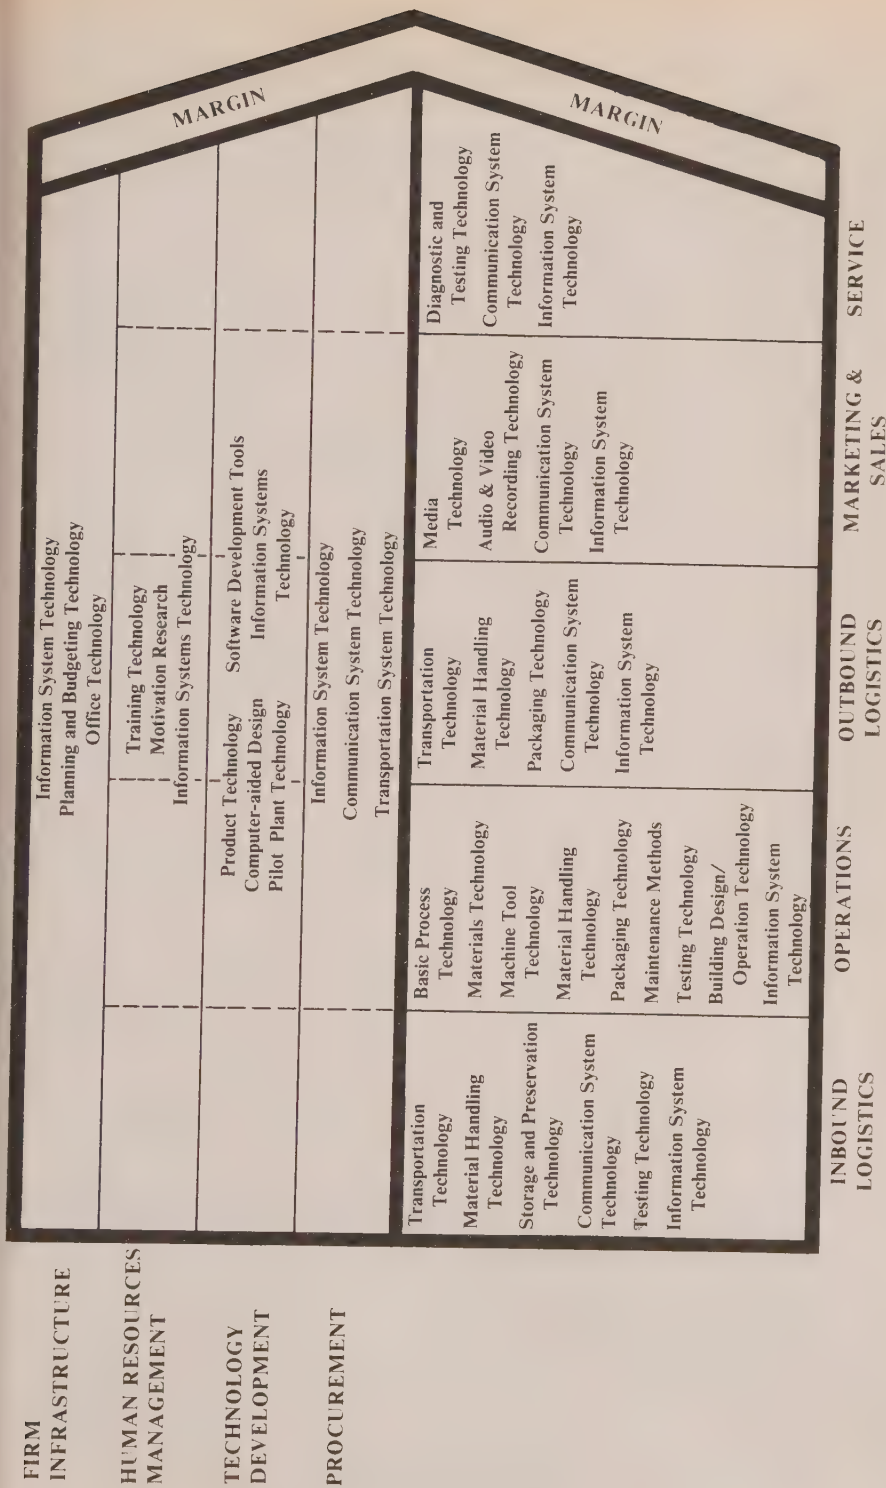 FIRM
INFRASTRUCTURE
Information System Technology
Planning and Budgeting Technology
Office Technology
HUMAN RESOURCES
MANAGEMENT
Training Technology
Motivation Research
Information Systems Technology
TECHNOLOGY
DEVELOPMENT
Product Technology
Computer-aided Design
Pilot Plant Technology
Software Development Tools
Information Systems
Technology
PROCUREMENT
Information System Technology
Communication System Technology
Transportation System Technology
MARGIN
Transportation
Technology
Material Handling
Technology
Storage and Preservation
Technology
Communication System
Technology
Testing Technology
Information System
Technology
Basic Process
Technology
Materials Technology
Machine Tool
Technology
Material Handling
Technology
Packaging Technology
Maintenance Methods
Testing Technology
Building Design/
Operation Technology
Information System
Technology
Transportation
Technology
Material Handling
Technology
Packaging Technology
Communication System
Technology
Information System
Technology
Media
Technology
Audio & Video
Recording Technology
Communication System
Technology
Information System
Technology
Diagnostic and
Testing Technology
Communication System
Technology
Information System
Technology
MARGIN
INBOUND
LOGISTICS
OPERATIONS
OUTBOUND
LOGISTICS
MARKETING &
SALES
SERVICE